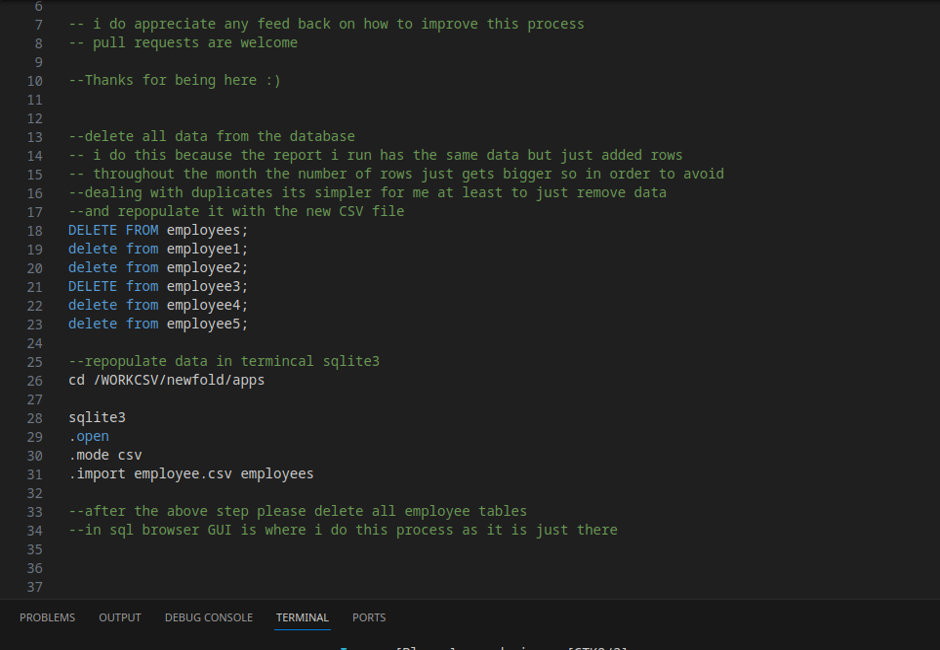 6
7 -- i do appreciate any feed back on how to improve this process
8 -- pull requests are welcome
9
10 --Thanks for being here :)
11
12
13 --delete all data from the database
14 -- i do this because the report i run has the same data but just added rows
15 -- throughout the month the number of rows just gets bigger so in order to avoid
16 --dealing with duplicates its simpler for me at least to just remove data
17 --and repopulate it with the new CSV file
18 DELETE FROM employees;
19 delete from employee1;
20 delete from employee2;
21 DELETE from employee3;
22 delete from employee4;
23 delete from employee5;
24
25 --repopulate data in termincal sqlite3
26 cd /WORKCSV/newfold/apps
27
28 sqlite3
29 .open
30 .mode csv
31 .import employee.csv employees
32
33 --after the above step please delete all employee tables
34 --in sql browser GUI is where i do this process as it is just there
35
36
37
PROBLEMS OUTPUT DEBUG CONSOLE TERMINAL PORTS